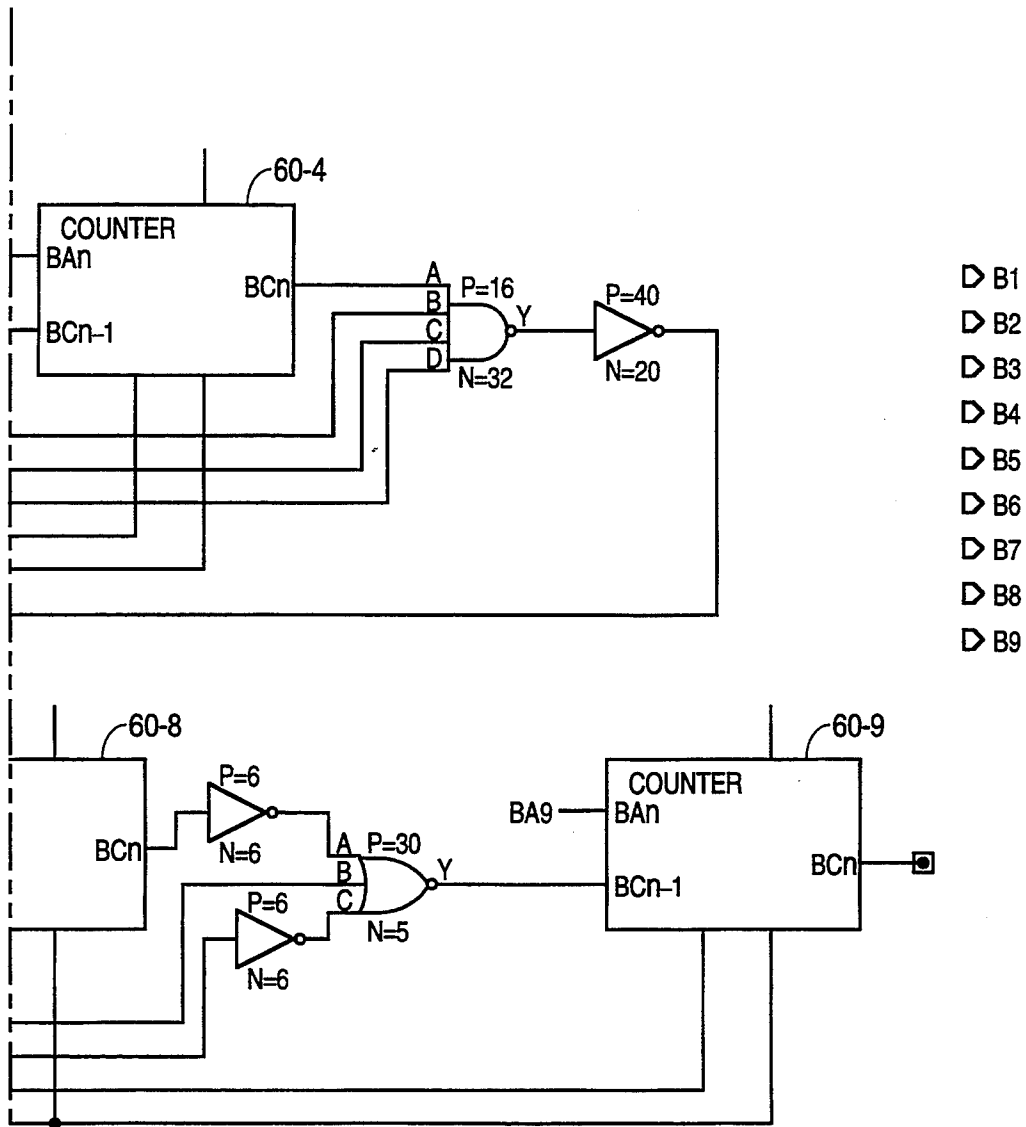 60-4
COUNTER
BAn
BCn
BCn-1
A
B
C
D
P=16
Y
N=32
P=40
N=20
B1
B2
B3
B4
B5
B6
B7
B8
B9
60-8
BCn
P=6
N=6
P=6
N=6
A
B
C
P=30
Y
N=5
60-9
COUNTER
BA9
BAn
BCn
BCn-1